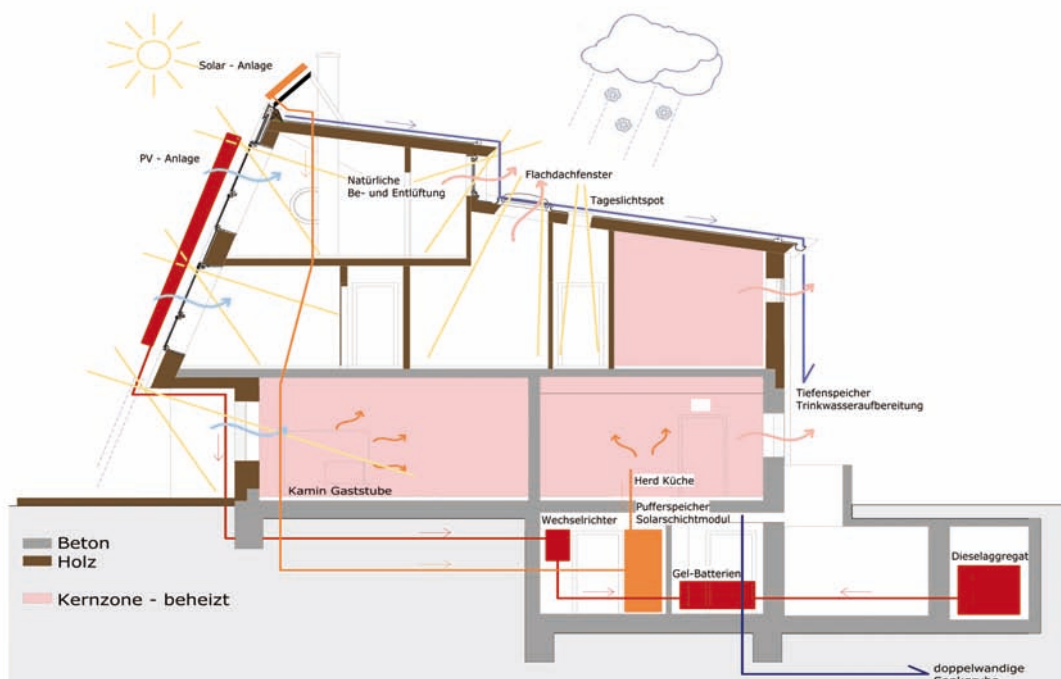 Solar - Anlage
PV - Anlage
Natürliche
Be- und Entlüftung
Flachdachfenster
Tageslichtspot
Tiefenspeicher
Trinkwasseraufbereitung
Kamin Gaststube
Herd Küche
Pufferspeicher
Solarschichtmodul
Wechselrichter
Gel-Batterien
Dieselaggregat
Beton
Holz
Kernzone - beheizt
doppelwandige